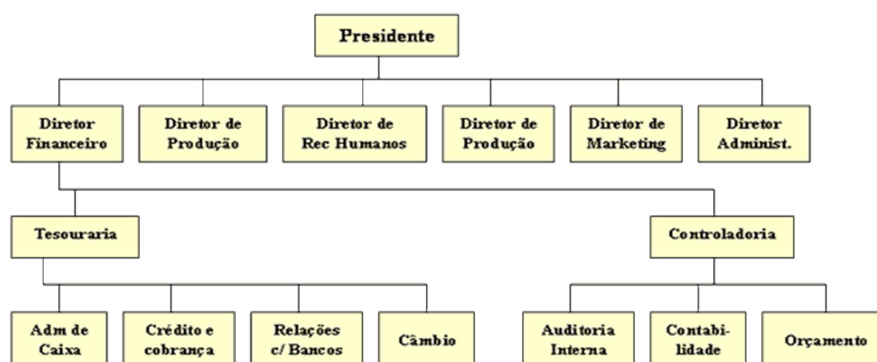 Presidente
Diretor
Financeiro
Diretor de
Produção
Diretor de
Rec Humanos
Diretor de
Produção
Diretor de
Marketing
Diretor
Administ.
Tesouraria
Controladoria
Adm de
Caixa
Crédito e
cobrança
Relações
c/ Bancos
Câmbio
Auditoria
Interna
Contabi-
lidade
Orçamento